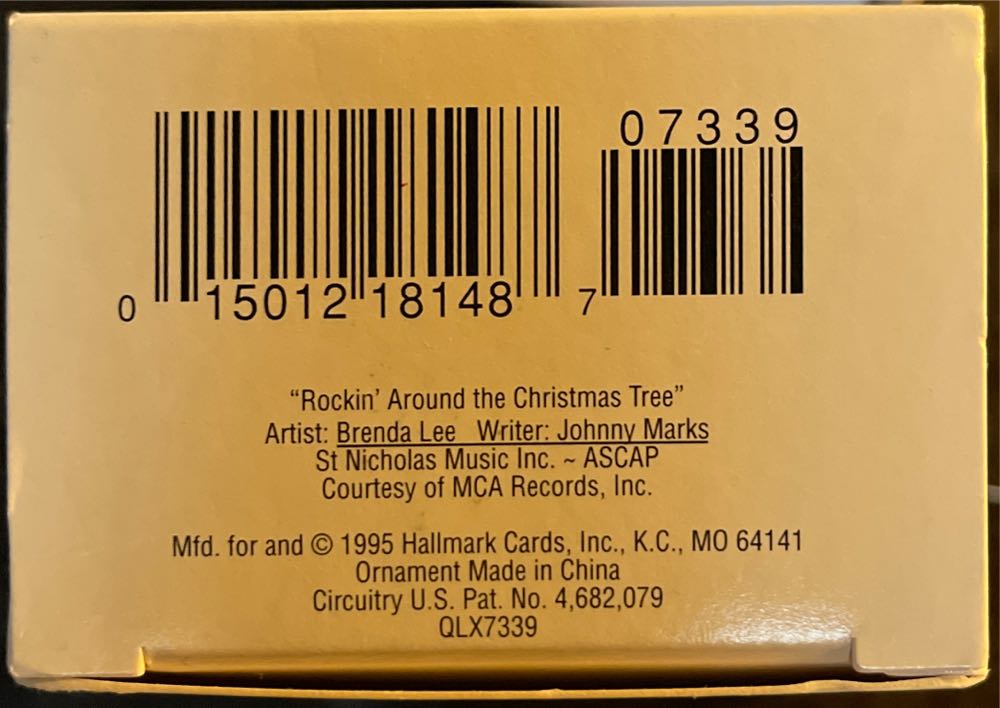 07339
0 15012 18148 7
“Rockin’ Around the Christmas Tree”
Artist: Brenda Lee Writer: Johnny Marks
St Nicholas Music Inc. ~ ASCAP
Courtesy of MCA Records, Inc.
Mfd. for and © 1995 Hallmark Cards, Inc., K.C., MO 64141
Ornament Made in China
Circuitry U.S. Pat. No. 4,682,079
QLX7339